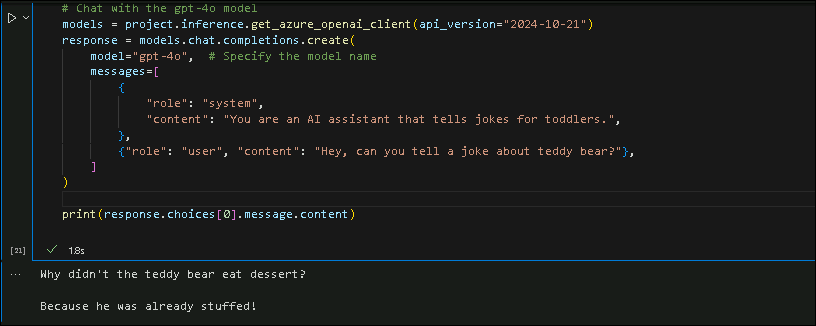 # Chat with the gpt-4o model
models = project.inference.get_azure_openai_client(api_version="2024-10-21")
response = models.chat.completions.create(
    model="gpt-4o",  # Specify the model name
    messages=[
        {
            "role": "system",
            "content": "You are an AI assistant that tells jokes for toddlers.",
        },
        {"role": "user", "content": "Hey, can you tell a joke about teddy bear?"},
    ]
)
print(response.choices[0].message.content)
[21] 1.8s
... Why didn't the teddy bear eat dessert?
Because he was already stuffed!